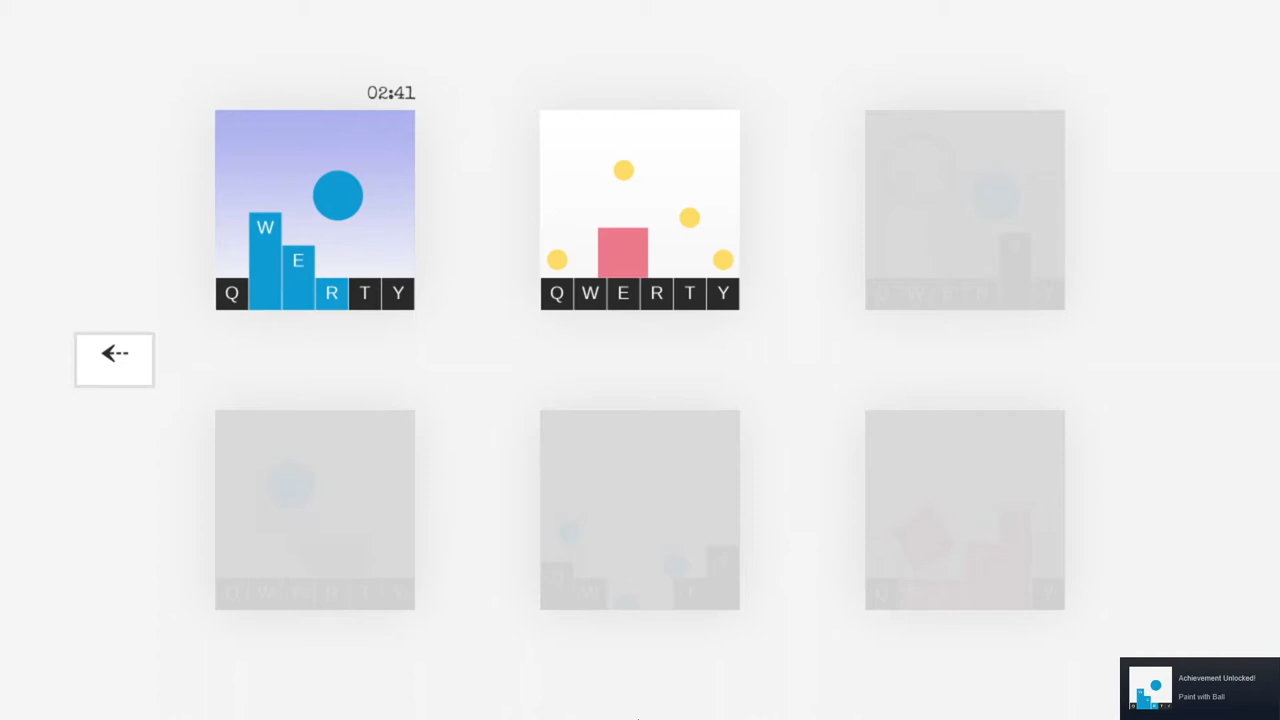 02:41
W
E
Q R T Y
Q W E R T Y
Achievement Unlocked!
Paint with Ball